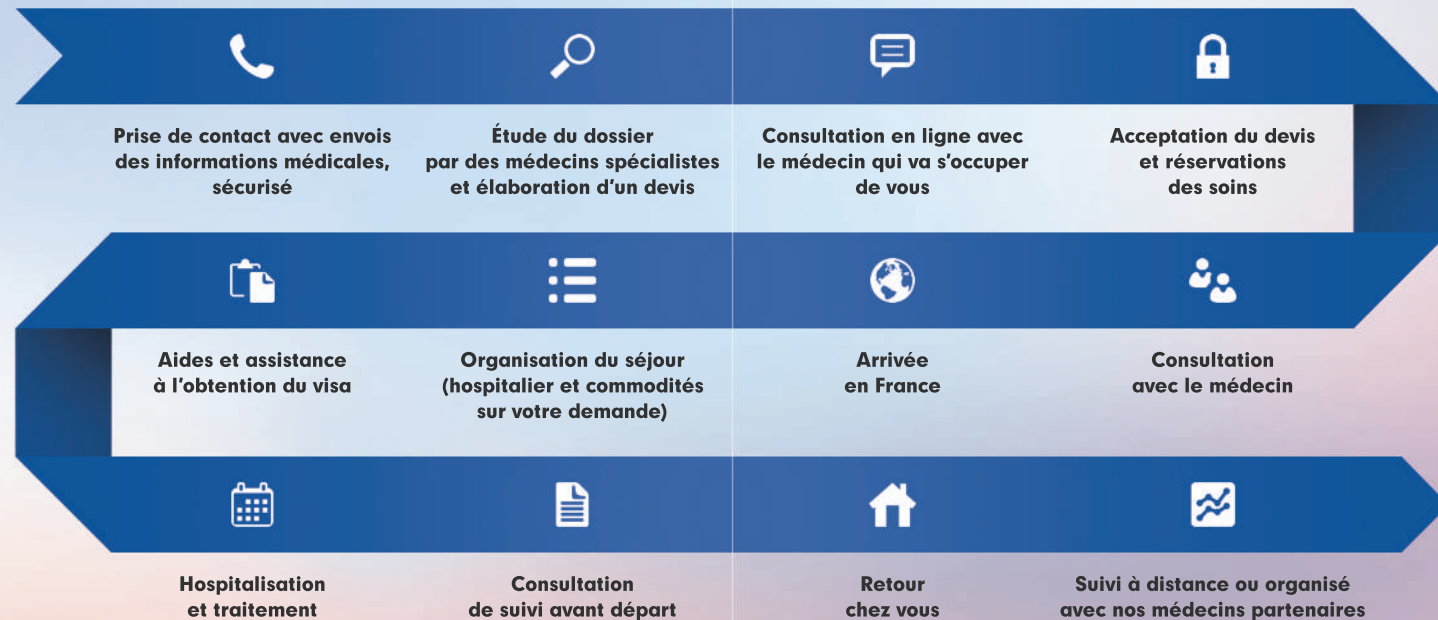 Prise de contact avec envois
des informations médicales,
sécurisé
Étude du dossier
par des médecins spécialistes
et élaboration d'un devis
Consultation en ligne avec
le médecin qui va s'occuper
de vous
Acceptation du devis
et réservations
des soins
Aides et assistance
à l'obtention du visa
Organisation du séjour
(hospitalier et commodités
sur votre demande)
Arrivée
en France
Consultation
avec le médecin
Hospitalisation
et traitement
Consultation
de suivi avant départ
Retour
chez vous
Suivi à distance ou organisé
avec nos médecins partenaires